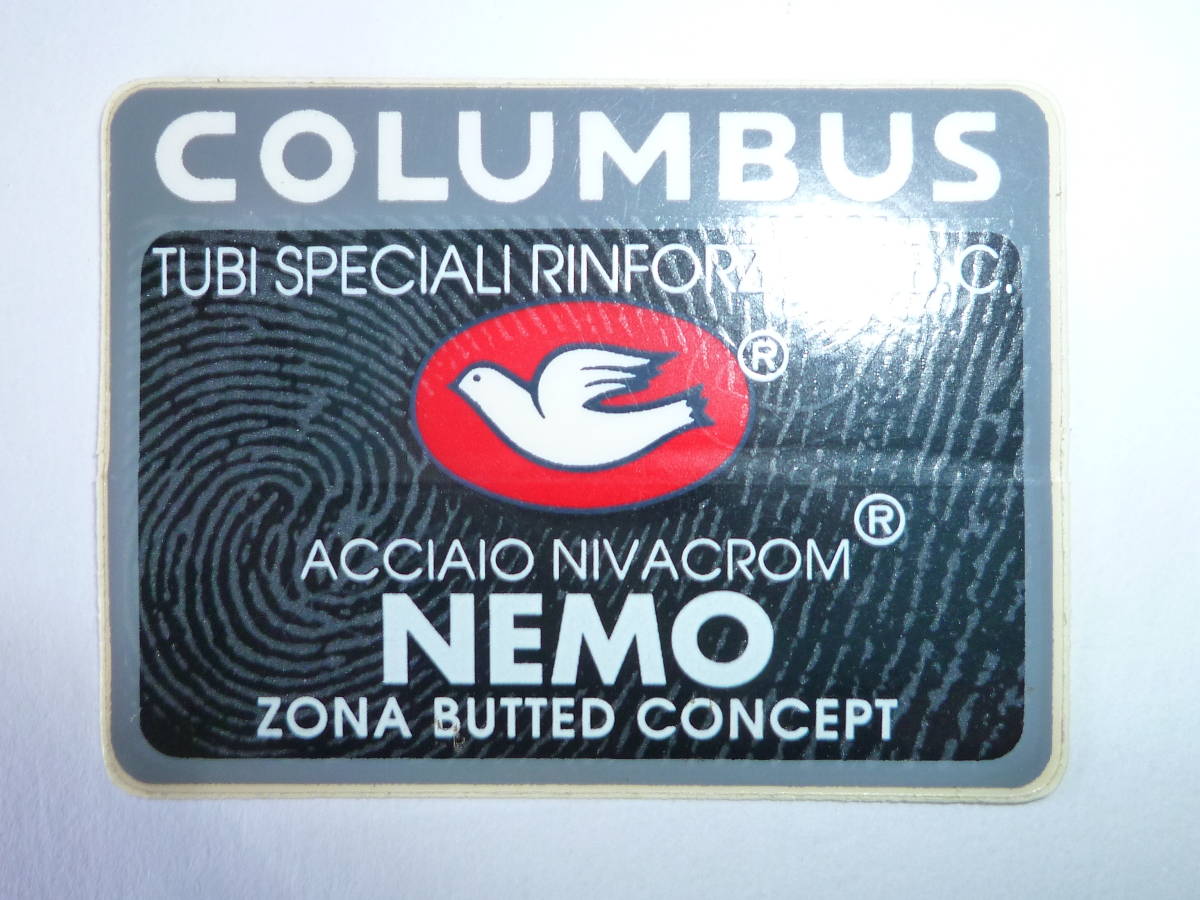 COLUMBUS
TUBI SPECIALI
®
®
ACCIAIO NIVACROM
NEMO
ZONA BUTTED CONCEPT